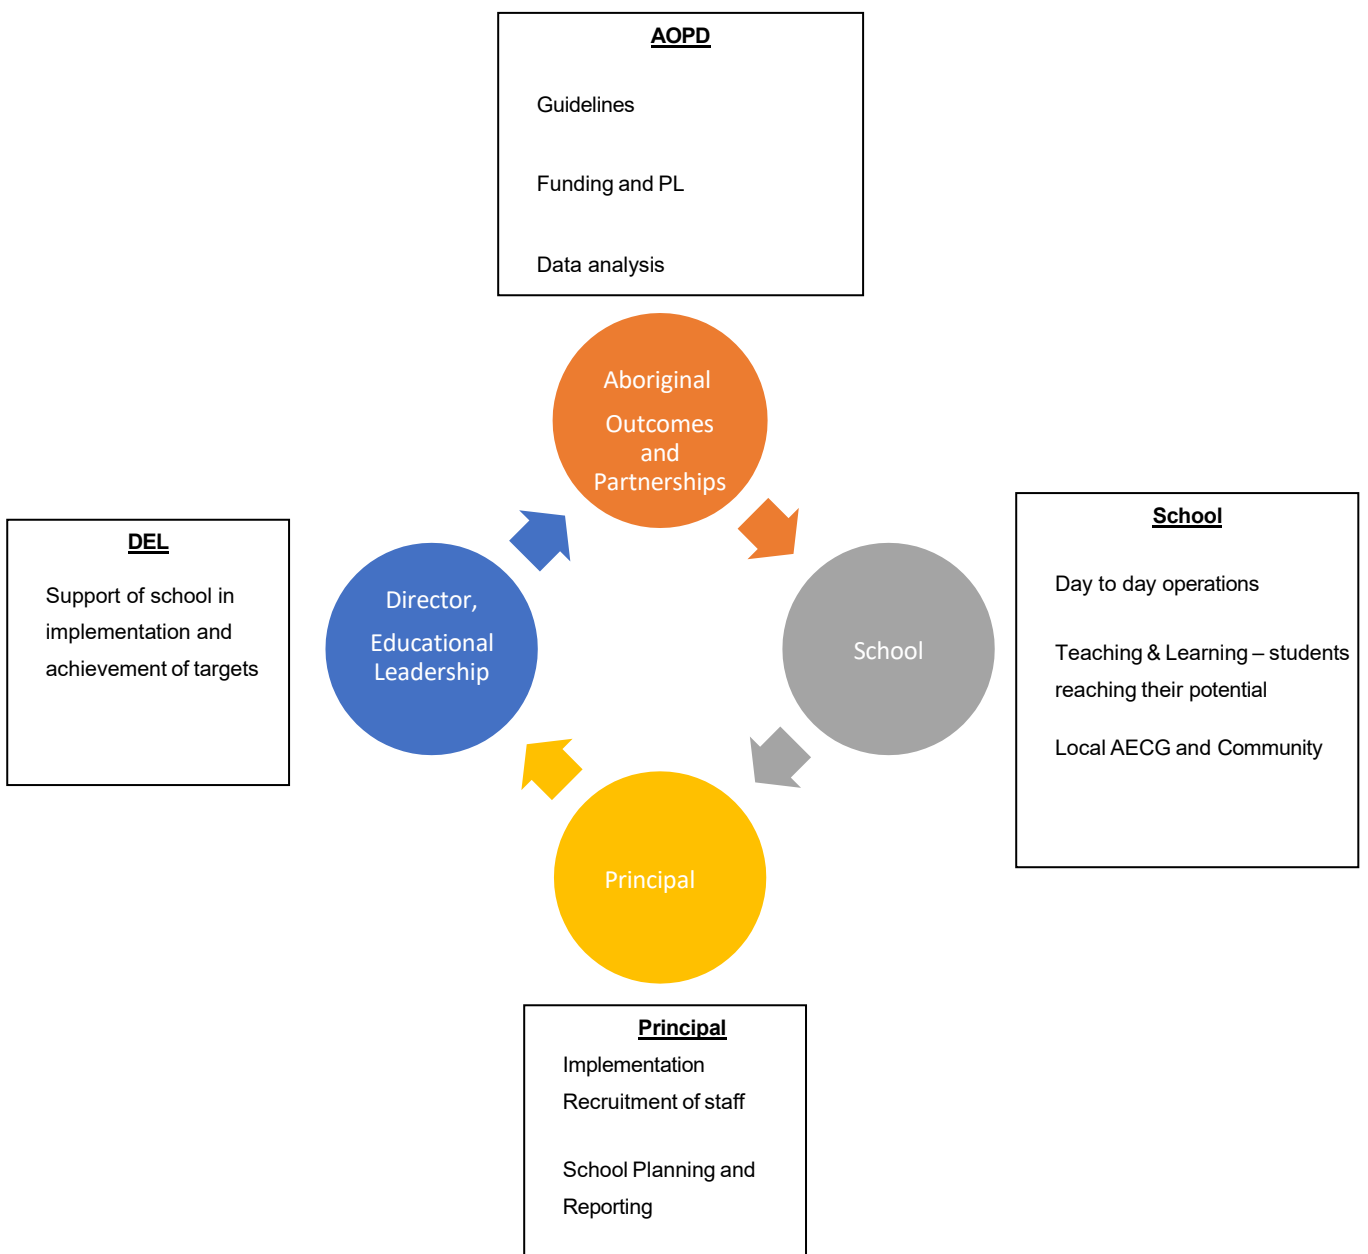 AOPD
Guidelines
Funding and PL
Data analysis
Aboriginal
Outcomes
and
Partnerships
DEL
Support of school in
implementation and
achievement of targets
Director,
Educational
Leadership
School
School
Day to day operations
Teaching & Learning – students
reaching their potential
Local AECG and Community
Principal
Principal
Implementation
Recruitment of staff
School Planning and
Reporting